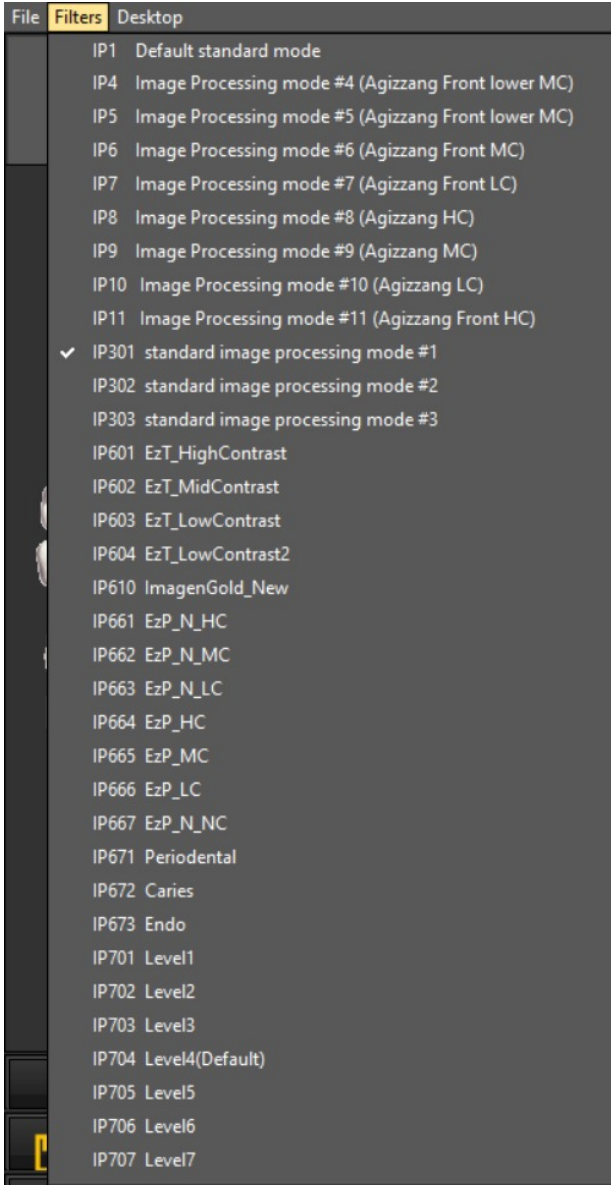 File Filters Desktop
IP1 Default standard mode
IP4 Image Processing mode #4 (Agizzang Front lower MC)
IP5 Image Processing mode #5 (Agizzang Front lower MC)
IP6 Image Processing mode #6 (Agizzang Front MC)
IP7 Image Processing mode #7 (Agizzang Front LC)
IP8 Image Processing mode #8 (Agizzang HC)
IP9 Image Processing mode #9 (Agizzang MC)
IP10 Image Processing mode #10 (Agizzang LC)
IP11 Image Processing mode #11 (Agizzang Front HC)
IP301 standard image processing mode #1
IP302 standard image processing mode #2
IP303 standard image processing mode #3
IP601 EzT_HighContrast
IP602 EzT_MidContrast
IP603 EzT_LowContrast
IP604 EzT_LowContrast2
IP610 ImagenGold_New
IP661 EzP_N_HC
IP662 EzP_N_MC
IP663 EzP_N_LC
IP664 EzP_HC
IP665 EzP_MC
IP666 EzP_LC
IP667 EzP_N_NC
IP671 Periodental
IP672 Caries
IP673 Endo
IP701 Level1
IP702 Level2
IP703 Level3
IP704 Level4(Default)
IP705 Level5
IP706 Level6
IP707 Level7